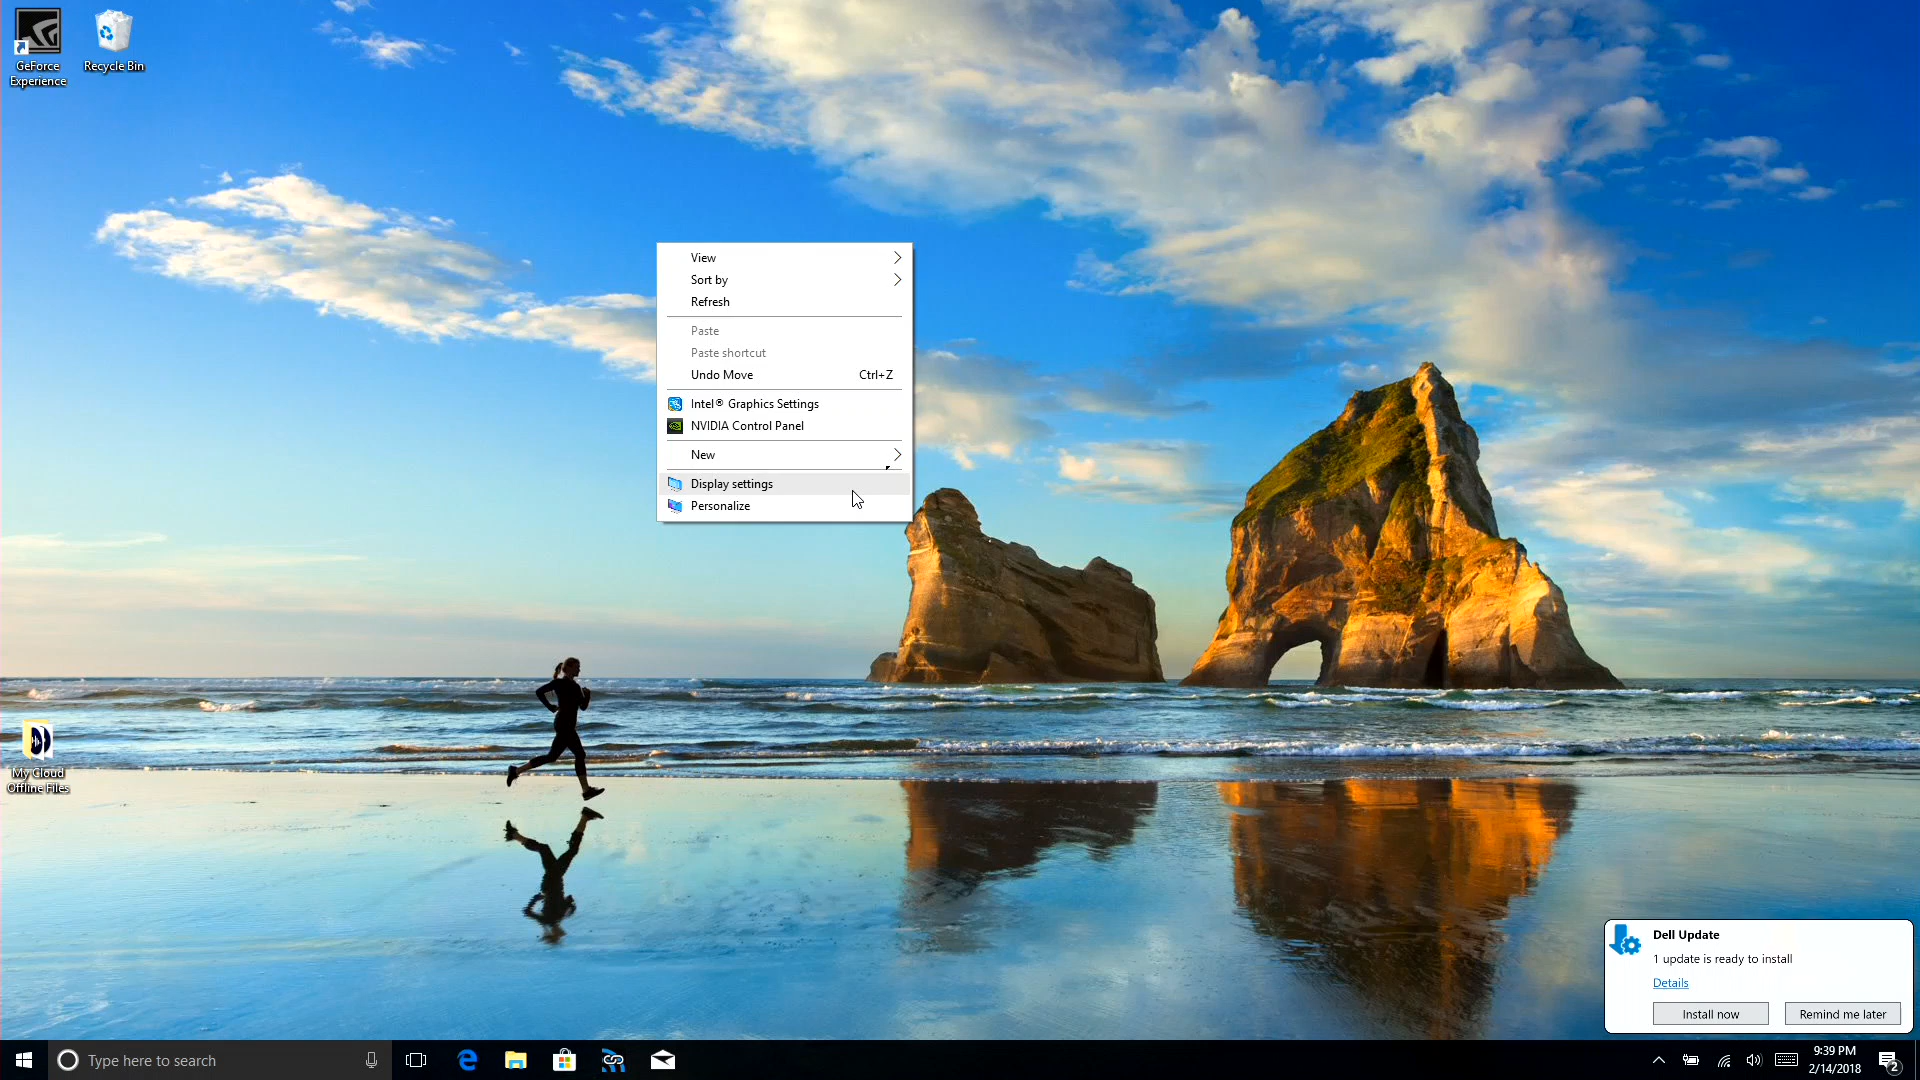 GeForce
Experience
Recycle Bin
View
Sort by
Refresh
Paste
Paste shortcut
Undo Move Ctrl+Z
Intel® Graphics Settings
NVIDIA Control Panel
New
Display settings
Personalize
My Cloud
Offline Files
Dell Update
1 update is ready to install
Details
Install now Remind me later
Type here to search
9:39 PM
2/14/2018
2